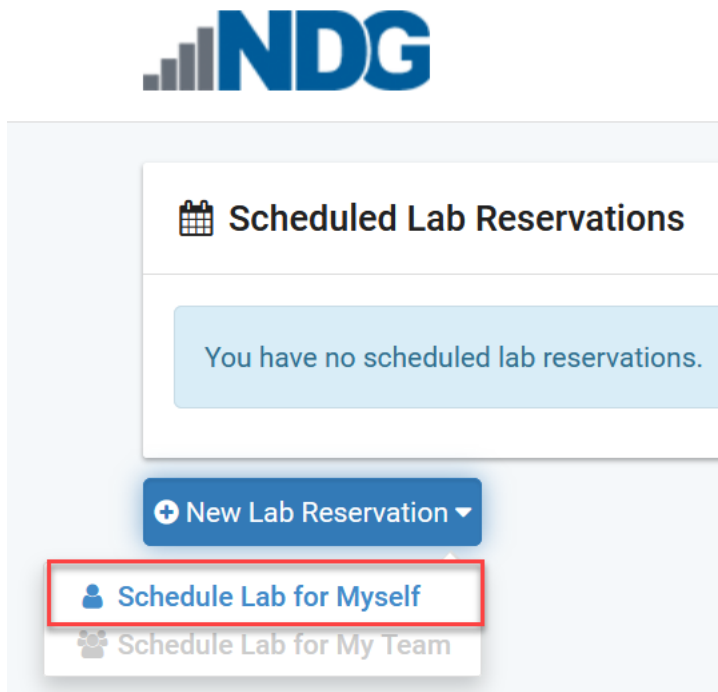 NDG
Scheduled Lab Reservations
You have no scheduled lab reservations.
New Lab Reservation
Schedule Lab for Myself
Schedule Lab for My Team